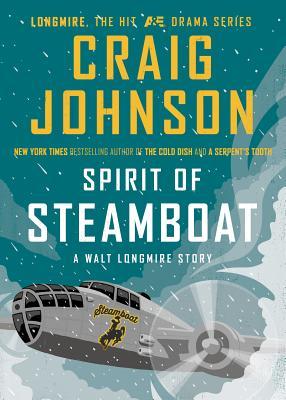 LONGMIRE, THE HIT A&E DRAMA SERIES
CRAIG
JOHNSON
NEW YORK TIMES BESTSELLING AUTHOR OF THE COLD DISH AND A SERPENT'S TOOTH
SPIRIT OF
STEAMBOAT
A WALT LONGMIRE STORY
Steamboat